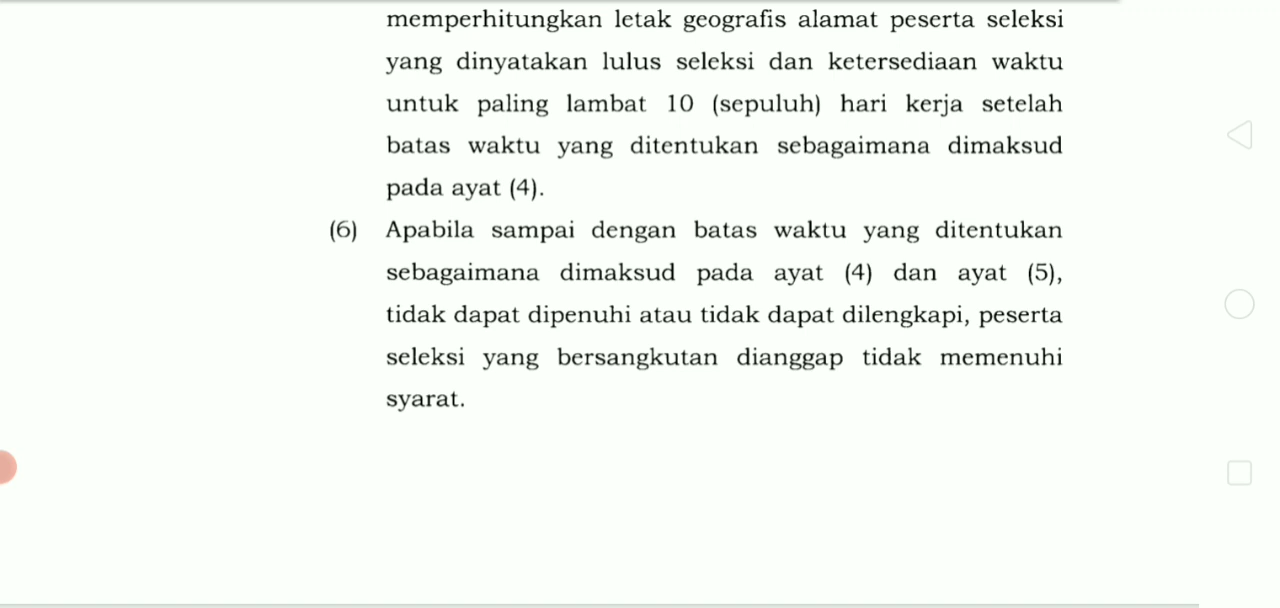 memperhitungkan letak geografis alamat peserta seleksi
yang dinyatakan lulus seleksi dan ketersediaan waktu
untuk paling lambat 10 (sepuluh) hari kerja setelah
batas waktu yang ditentukan sebagaimana dimaksud
pada ayat (4).
(6) Apabila sampai dengan batas waktu yang ditentukan
sebagaimana dimaksud pada ayat (4) dan ayat (5),
tidak dapat dipenuhi atau tidak dapat dilengkapi, peserta
seleksi yang bersangkutan dianggap tidak memenuhi
syarat.